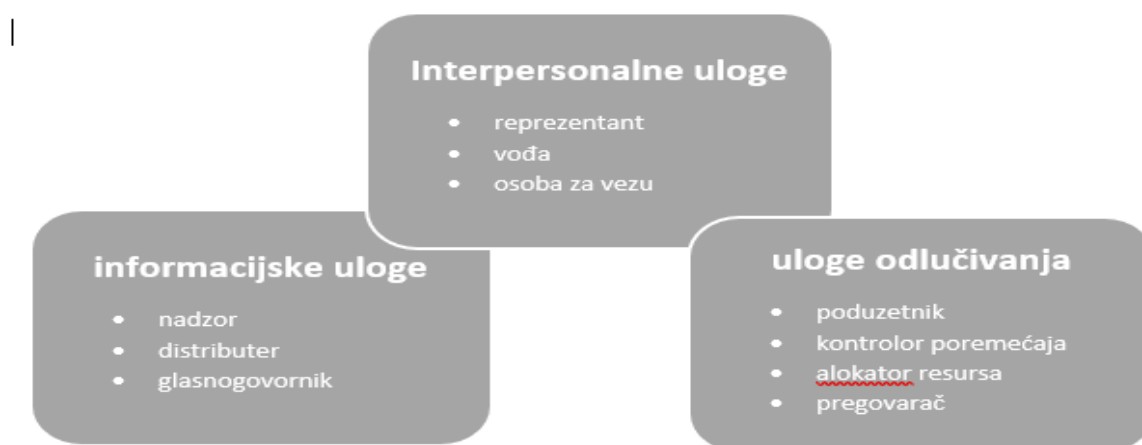 Interpersonalne uloge
• reprezentant
• vođa
• osoba za vezu
informacijske uloge
• nadzor
• distributer
• glasnogovornik
uloge odlučivanja
• poduzetnik
• kontrolor poremećaja
• alokator resursa
• pregovarač